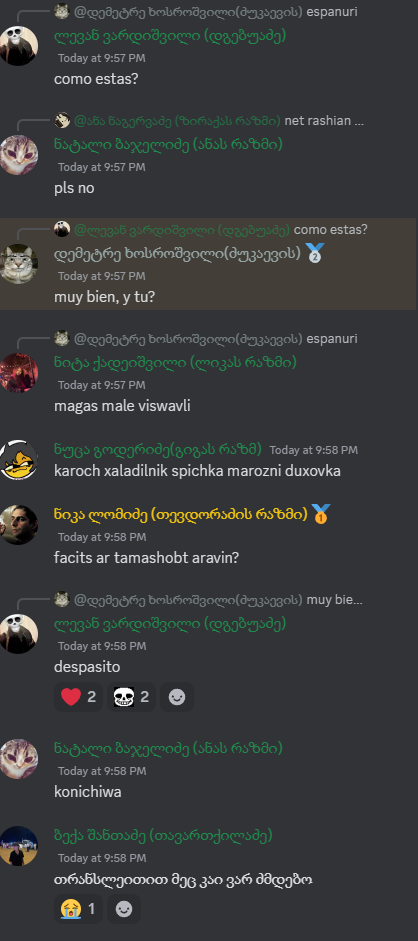 @დემეტრე ხოსროშვილი(ძუკაევის) espanuri
ლევან ვარდიშვილი (დგებუაძე)
Today at 9:57 PM
como estas?
@ანა ნაგერვაძე (ზირაქას რაზმი) net rashian ...
ნატალი ბაჯელიძე (ანას რაზმი)
Today at 9:57 PM
pls no
@ლევან ვარდიშვილი (დგებუაძე) como estas?
დემეტრე ხოსროშვილი(ძუკაევის) 🥈
Today at 9:57 PM
muy bien, y tu?
@დემეტრე ხოსროშვილი(ძუკაევის) espanuri
ნიტა ქადეიშვილი (ლიკას რაზმი)
Today at 9:57 PM
magas male viswavli
ნუცა გოდერიძე(გიგას რაზმ) Today at 9:58 PM
karoch xaladilnik spichka marozni duxovka
ნიკა ლომიძე (თევდორაძის რაზმი) 🥇
Today at 9:58 PM
facits ar tamashobt aravin?
@დემეტრე ხოსროშვილი(ძუკაევის) muy bie...
ლევან ვარდიშვილი (დგებუაძე)
Today at 9:58 PM
despasito
2 2
ნატალი ბაჯელიძე (ანას რაზმი)
Today at 9:58 PM
konichiwa
ბექა შანთაძე (თავართქილაძე)
Today at 9:58 PM
თრანსლეითით მეც კაი ვარ ძმდებო
1